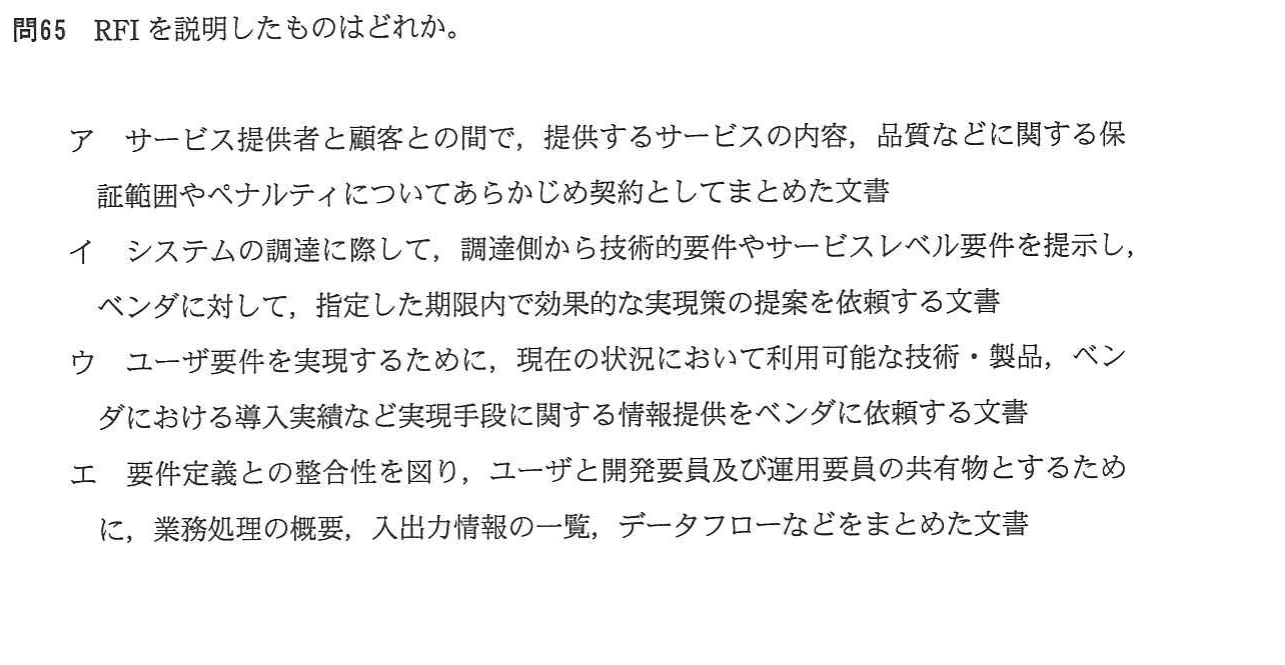 問65 RFI を説明したものはどれか。
ア サービス提供者と顧客との間で，提供するサービスの内容，品質などに関する保
証範囲やペナルティについてあらかじめ契約としてまとめた文書
イ システムの調達に際して，調達側から技術的要件やサービスレベル要件を提示し，
ベンダに対して，指定した期限内で効果的な実現策の提案を依頼する文書
ウ ユーザ要件を実現するために，現在の状況において利用可能な技術・製品，ベン
ダにおける導入実績など実現手段に関する情報提供をベンダに依頼する文書
エ 要件定義との整合性を図り，ユーザと開発要員及び運用要員の共有物とするため
に，業務処理の概要，入出力情報の一覧，データフローなどをまとめた文書